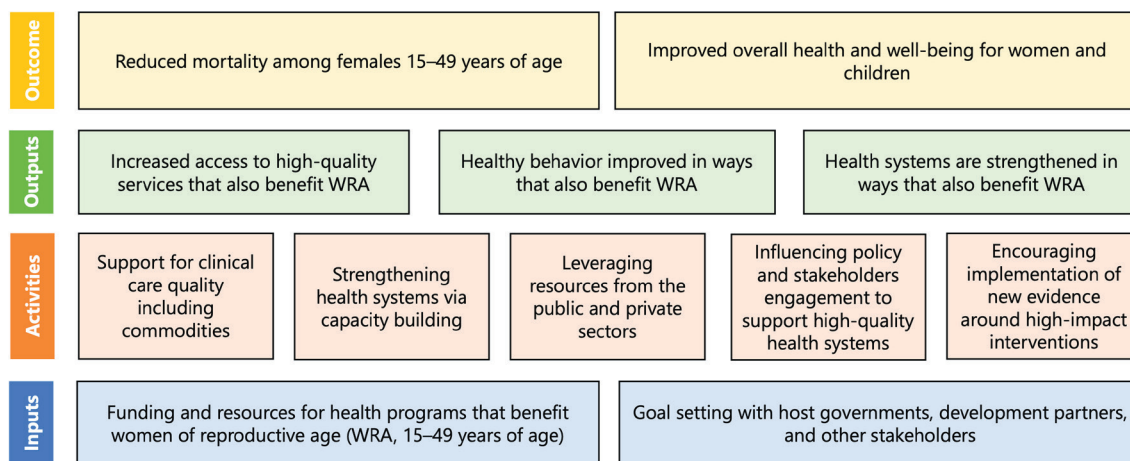 Outcome
Reduced mortality among females 15–49 years of age
Improved overall health and well-being for women and
children
Outputs
Increased access to high-quality
services that also benefit WRA
Healthy behavior improved in ways
that also benefit WRA
Health systems are strengthened in
ways that also benefit WRA
Activities
Support for clinical
care quality
including
commodities
Strengthening
health systems via
capacity building
Leveraging
resources from the
public and private
sectors
Influencing policy
and stakeholders
engagement to
support high-quality
health systems
Encouraging
implementation of
new evidence
around high-impact
interventions
Inputs
Funding and resources for health programs that benefit
women of reproductive age (WRA, 15–49 years of age)
Goal setting with host governments, development partners,
and other stakeholders